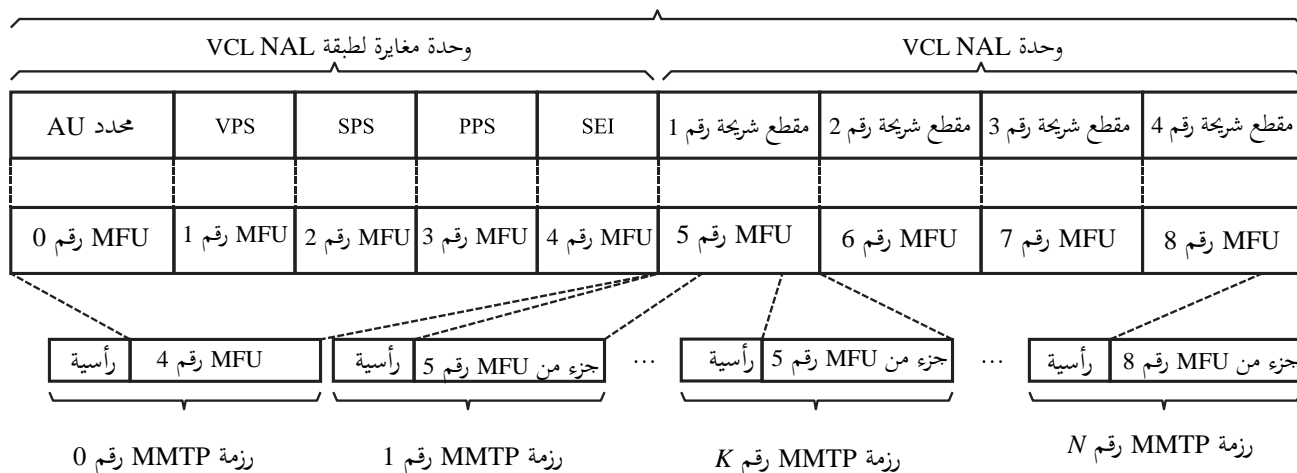 وحدة مغايرة لطبقة VCL NAL
وحدة VCL NAL
محدد AU
VPS
SPS
PPS
SEI
مقطع شريحة رقم 1
مقطع شريحة رقم 2
مقطع شريحة رقم 3
مقطع شريحة رقم 4
MFU رقم 0
MFU رقم 1
MFU رقم 2
MFU رقم 3
MFU رقم 4
MFU رقم 5
MFU رقم 6
MFU رقم 7
MFU رقم 8
رأسية
MFU رقم 4
رأسية
جزء من MFU رقم 5
...
رأسية
جزء من MFU رقم 5
...
رأسية
جزء من MFU رقم 8
رزمة MMTP رقم 0
رزمة MMTP رقم 1
رزمة MMTP رقم K
رزمة MMTP رقم N